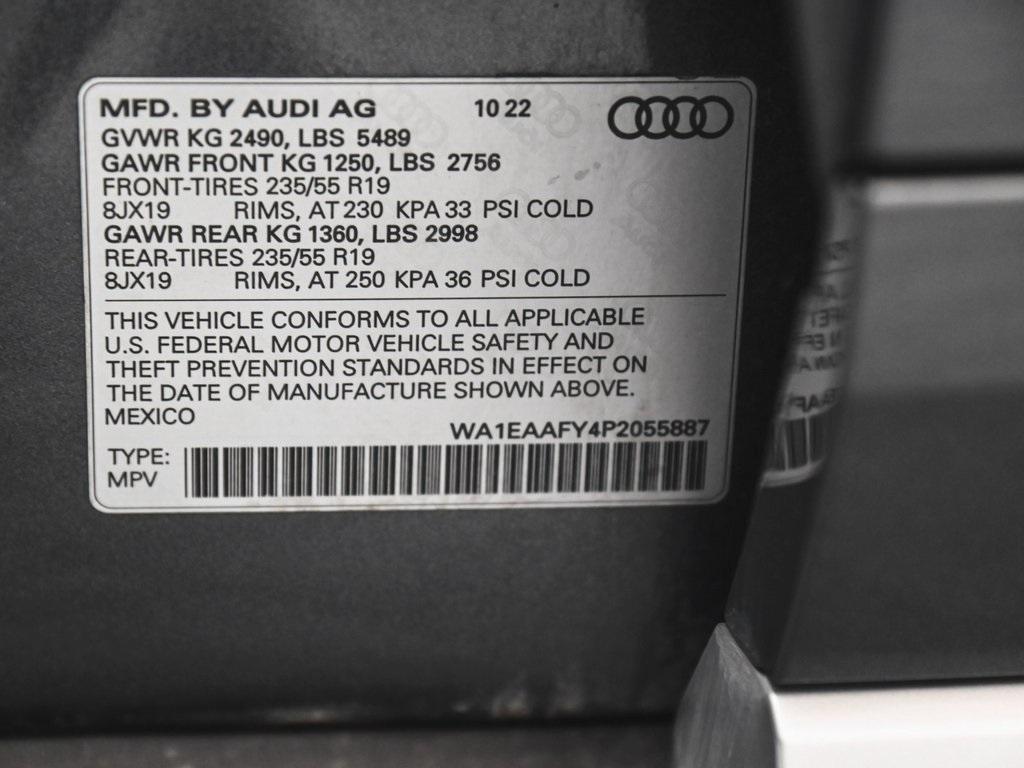 MFD. BY AUDI AG 10 22
GVWR KG 2490, LBS 5489
GAWR FRONT KG 1250, LBS 2756
FRONT-TIRES 235/55 R19
8JX19 RIMS, AT 230 KPA 33 PSI COLD
GAWR REAR KG 1360, LBS 2998
REAR-TIRES 235/55 R19
8JX19 RIMS, AT 250 KPA 36 PSI COLD
THIS VEHICLE CONFORMS TO ALL APPLICABLE
U.S. FEDERAL MOTOR VEHICLE SAFETY AND
THEFT PREVENTION STANDARDS IN EFFECT ON
THE DATE OF MANUFACTURE SHOWN ABOVE.
MEXICO
WA1EAAFY4P2055887
TYPE:
MPV